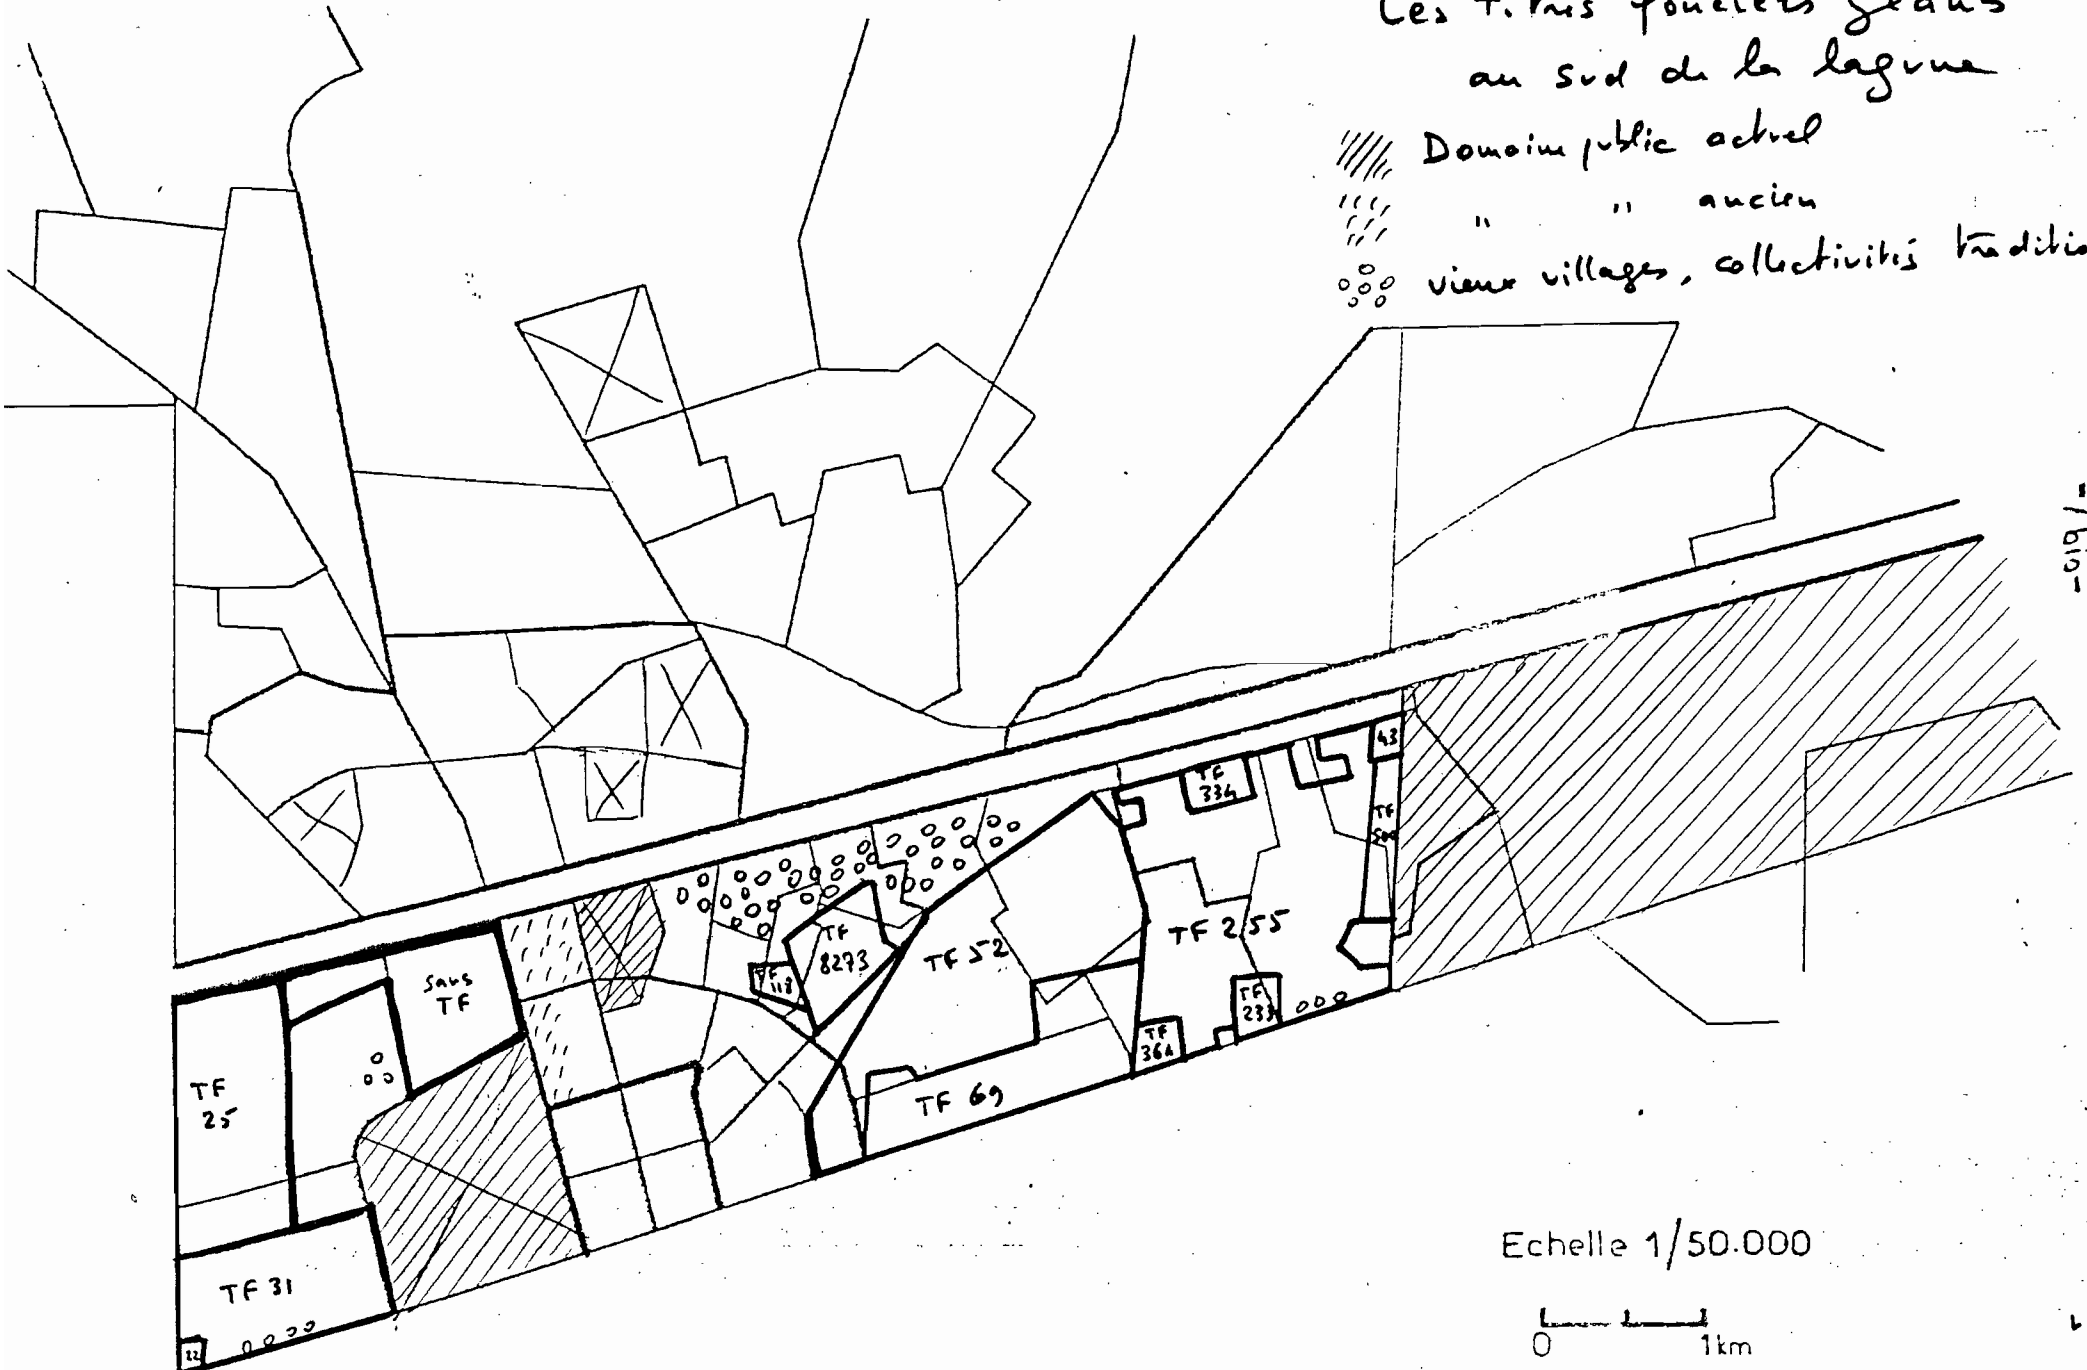 Les Titres fonciers géants
au sud de la lagune
Domaine public actuel
" " ancien
vieux villages, collectivités traditio
43
TF
334
TF
TF 255
TF
8273
TF 52
TF
118
Sans
TF
TF
233
TF
364
TF
25
TF 69
TF 31
22
Echelle 1/50.000
0 1km